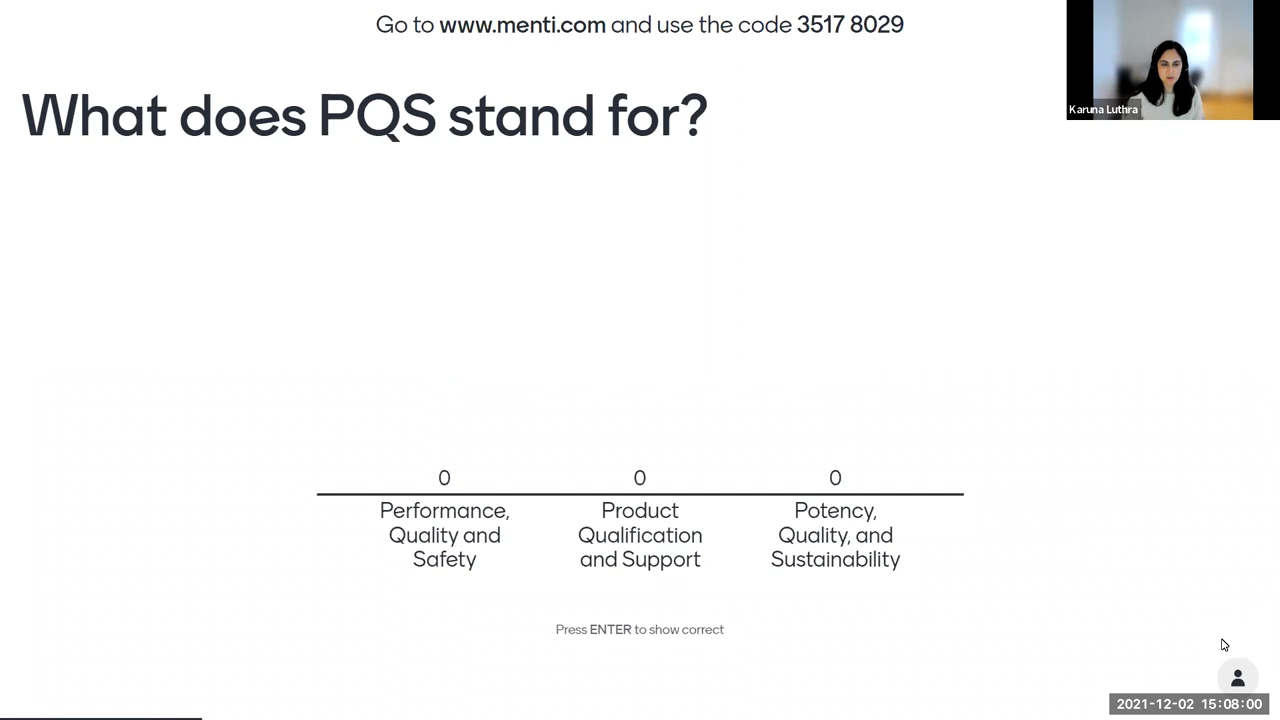 Go to www.menti.com and use the code 3517 8029
Karuna Luthra
What does PQS stand for?
0 0 0
Performance, Product Potency,
Quality and Qualification Quality, and
Safety and Support Sustainability
Press ENTER to show correct
2021-12-02 15:08:00